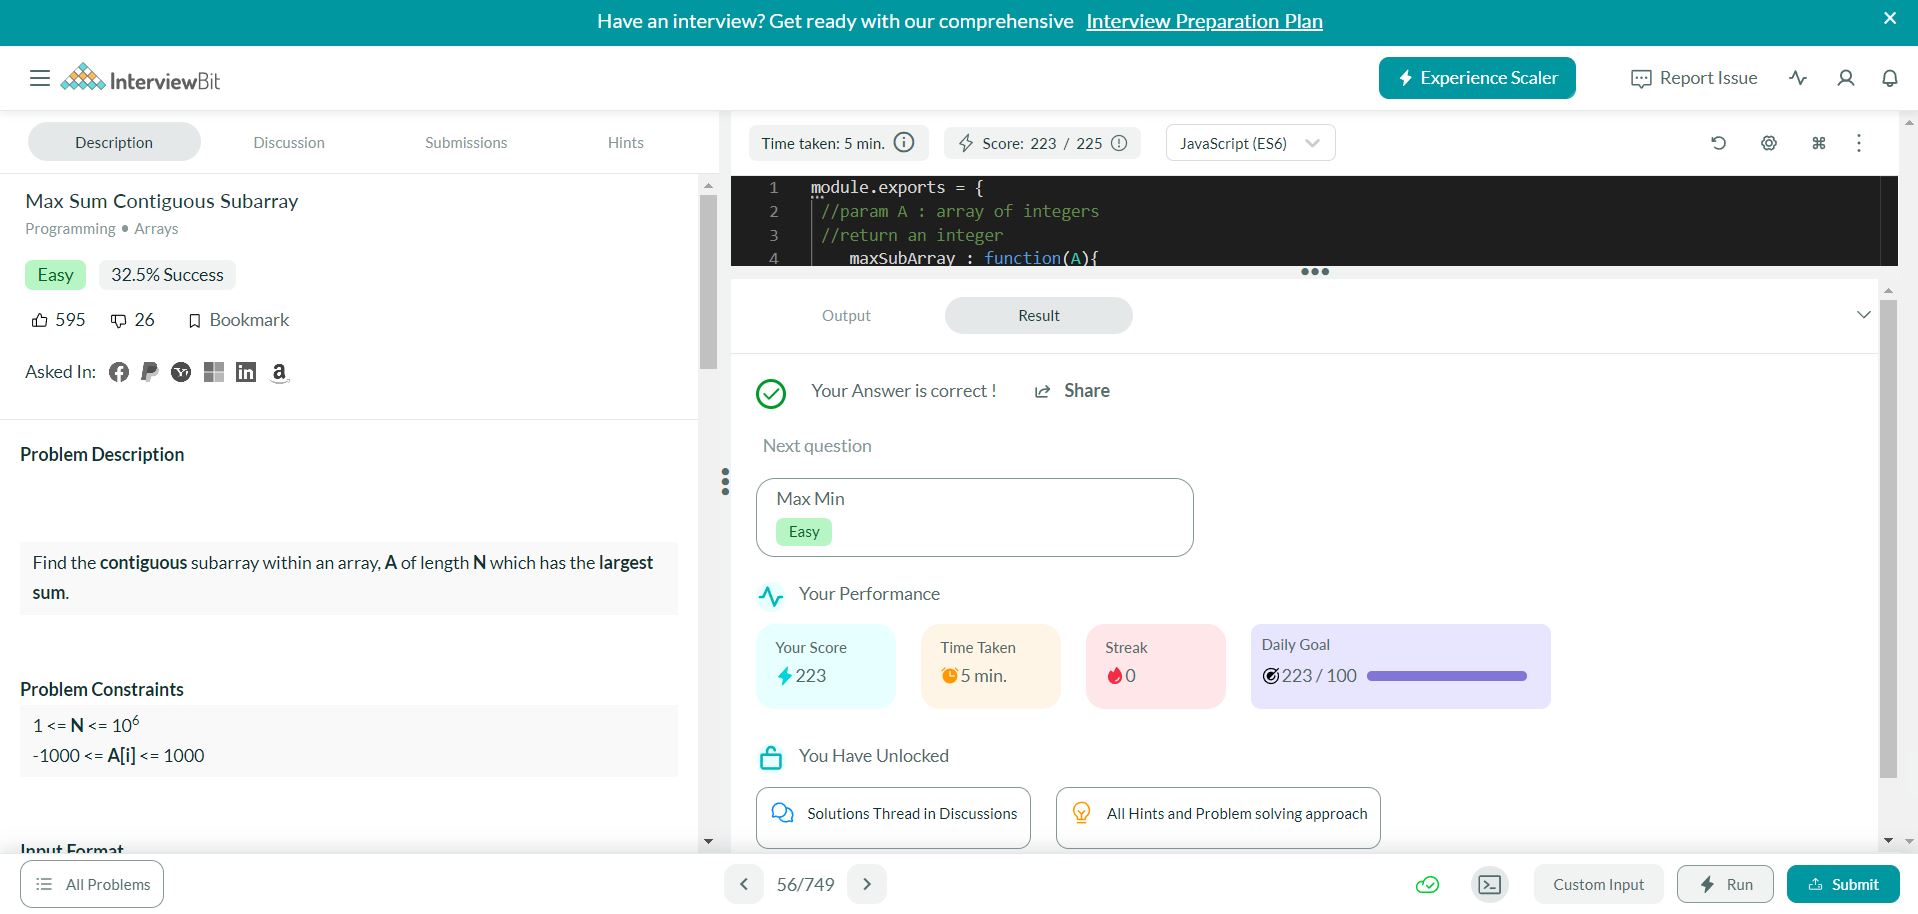 Have an interview? Get ready with our comprehensive Interview Preparation Plan
InterviewBit
Experience Scaler
Report Issue
Description
Discussion
Submissions
Hints
Max Sum Contiguous Subarray
Programming • Arrays
Easy
32.5% Success
595
26
Bookmark
Asked In:
Problem Description
Find the contiguous subarray within an array, A of length N which has the largest
sum.
Problem Constraints
1 <= N <= 10⁶
-1000 <= A[i] <= 1000
Input Format
Time taken: 5 min.
Score: 223 / 225
JavaScript (ES6)
1 module.exports = {
2 //param A : array of integers
3 //return an integer
4 maxSubArray : function(A){
Output
Result
Your Answer is correct !
Share
Next question
Max Min
Easy
Your Performance
Your Score
223
Time Taken
5 min.
Streak
0
Daily Goal
223 / 100
You Have Unlocked
Solutions Thread in Discussions
All Hints and Problem solving approach
All Problems
56/749
Custom Input
Run
Submit